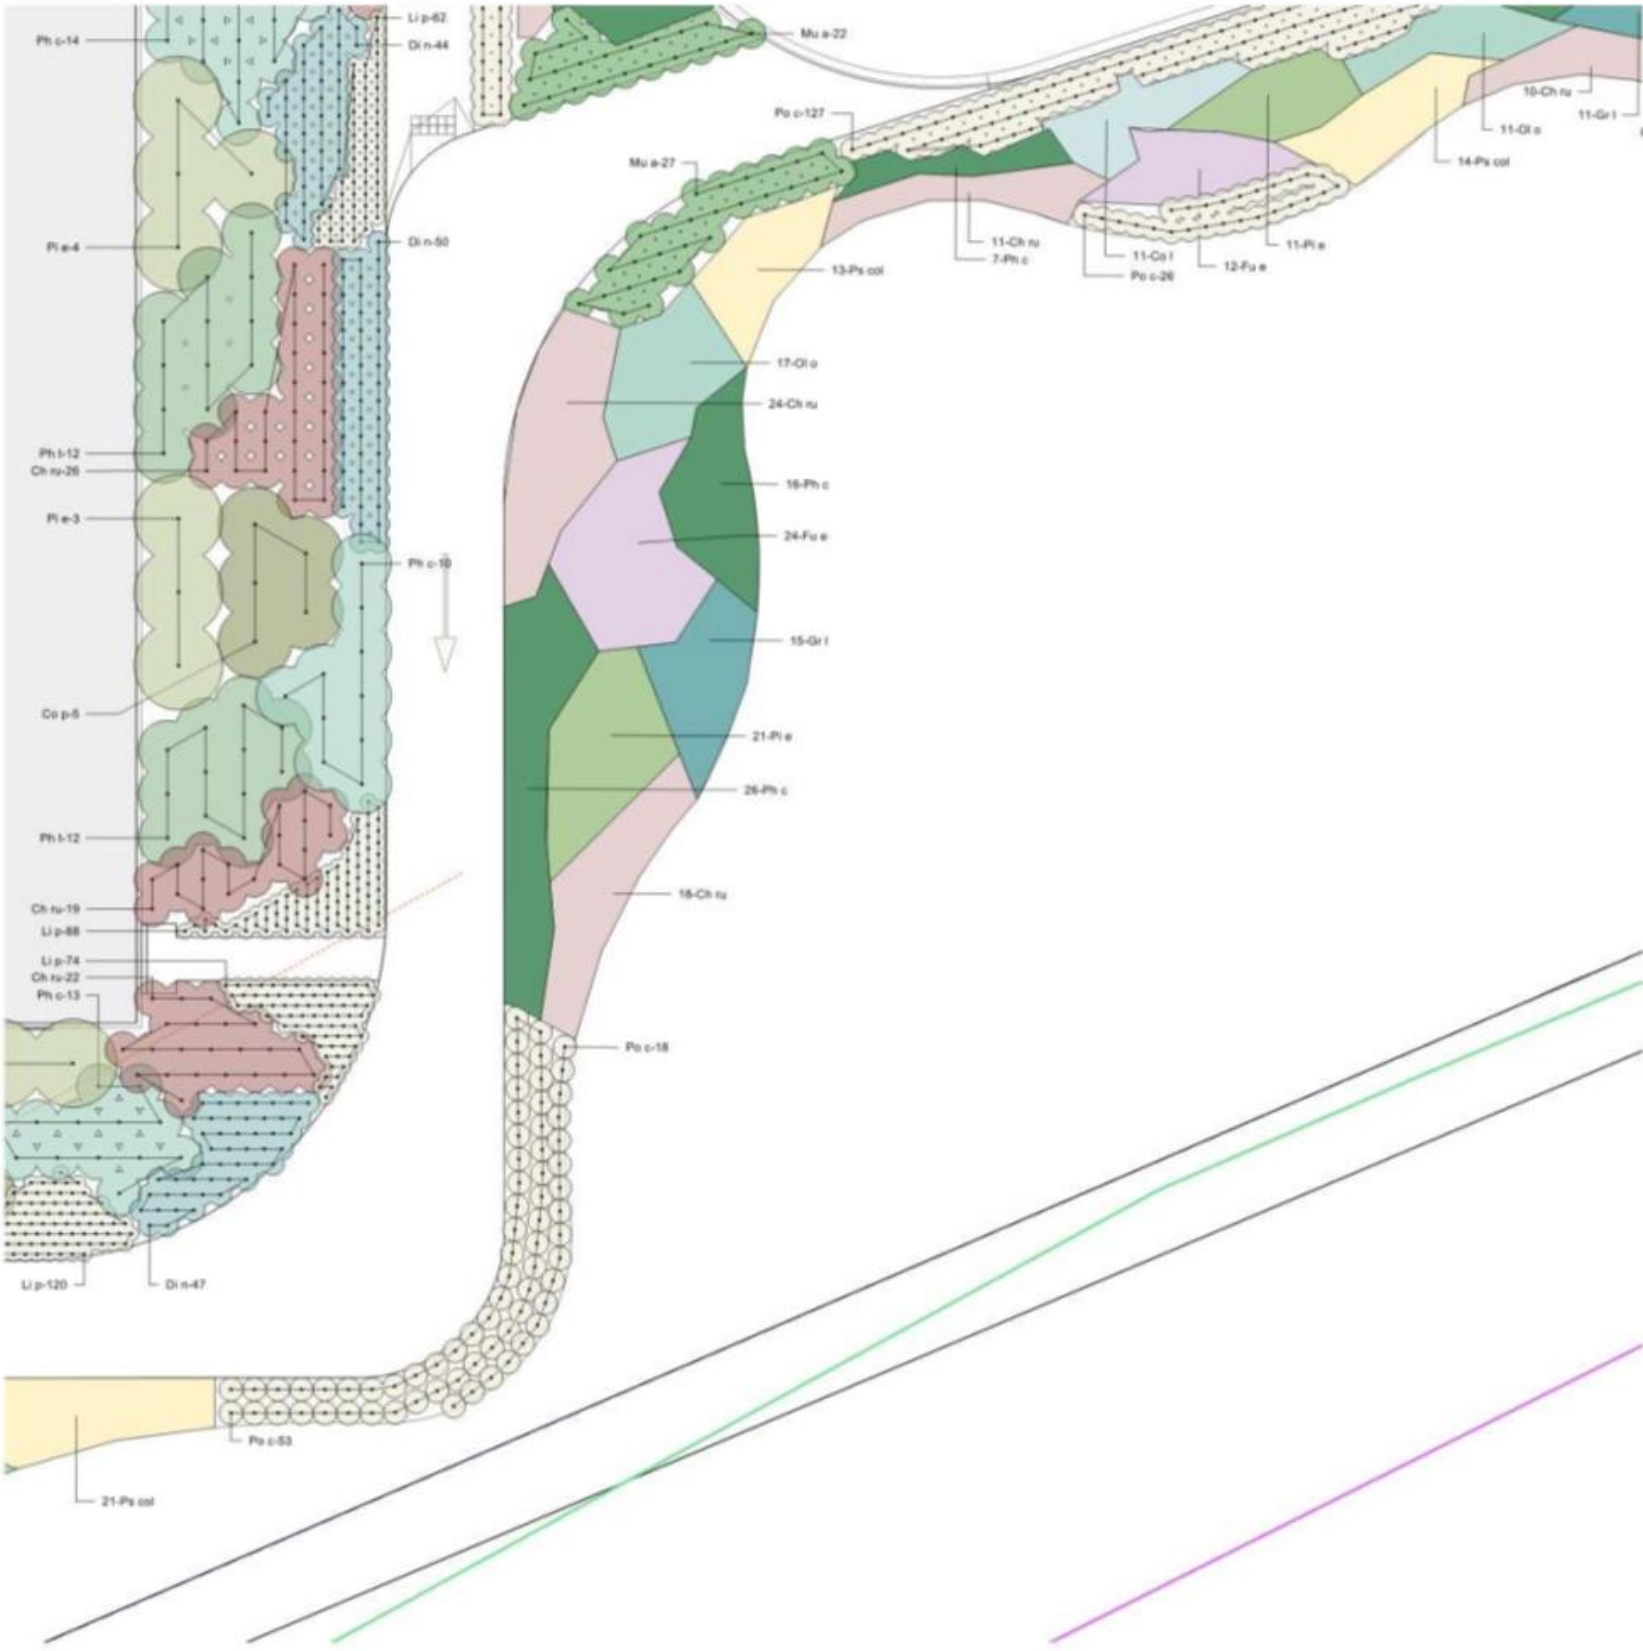 Li p-62
Ph c-14
Di n-44
Mu a-22
10-Ch ru
11-Gr l
Po c-127
11-Ol o
Mu a-27
14-Ps col
Pi e-4
Di n-50
11-Ch ru
7-Ph c
11-Co l
11-Pi e
12-Fu e
Po c-26
13-Ps col
17-Ol o
24-Ch ru
Ph t-12
Ch ru-26
16-Ph c
Pi e-3
24-Fu e
Ph c-10
15-Gr l
Co p-5
21-Pi e
26-Ph c
Ph t-12
18-Ch ru
Ch ru-19
Li p-88
Li p-74
Ch ru-22
Ph c-13
Po c-18
Li p-120
Di n-47
Po c-53
21-Ps col